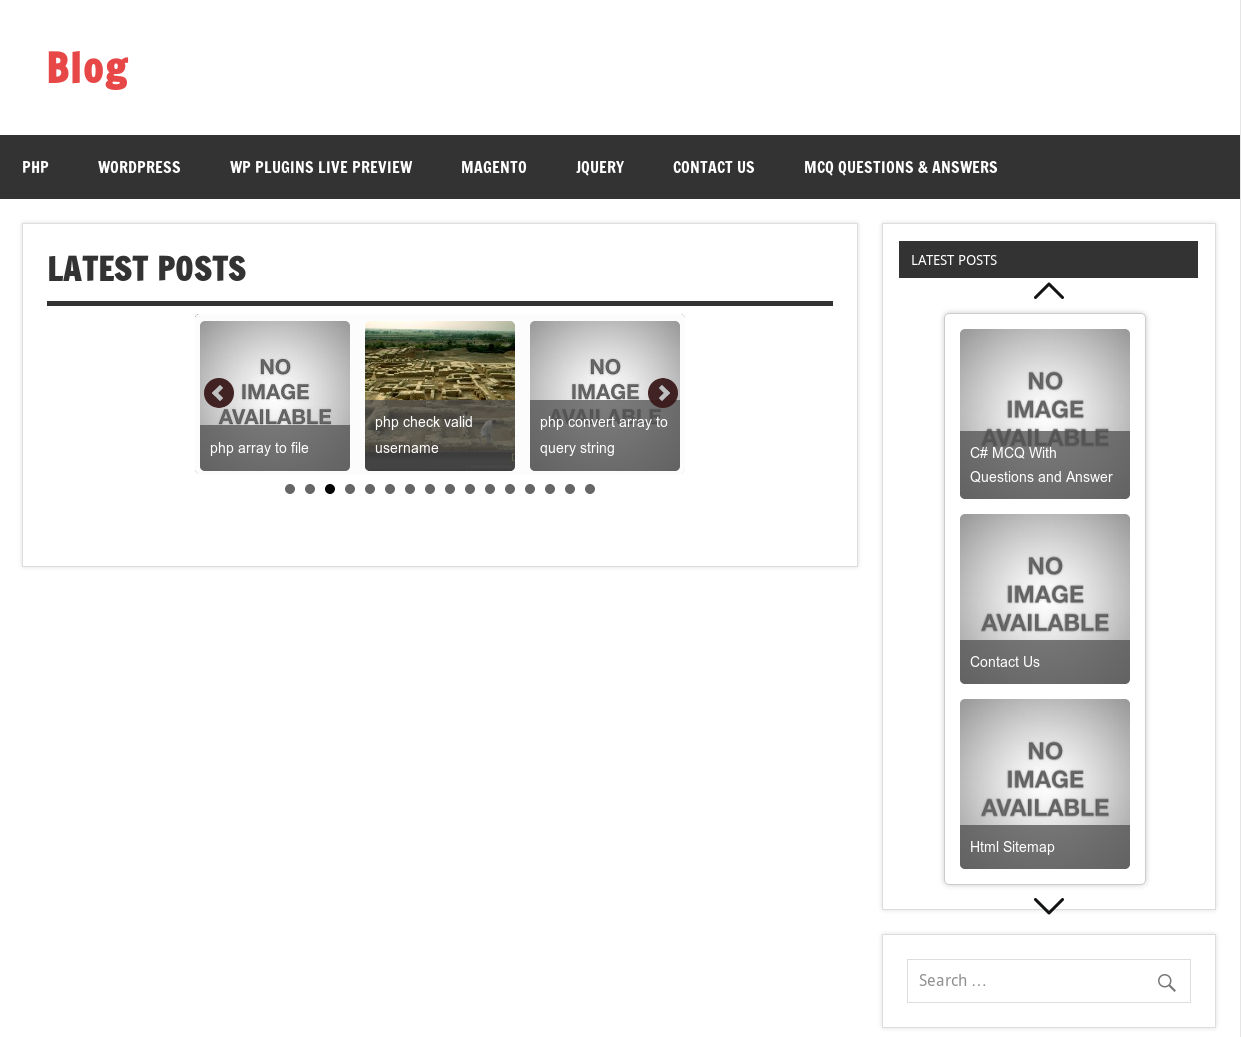 Blog
PHP
WORDPRESS
WP PLUGINS LIVE PREVIEW
MAGENTO
JQUERY
CONTACT US
MCQ QUESTIONS & ANSWERS
LATEST POSTS
NO
IMAGE
AVAILABLE
php array to file
php check valid
username
NO
IMAGE
AVAILABLE
php convert array to
query string
LATEST POSTS
NO
IMAGE
AVAILABLE
C# MCQ With
Questions and Answer
NO
IMAGE
AVAILABLE
Contact Us
NO
IMAGE
AVAILABLE
Html Sitemap
Search …